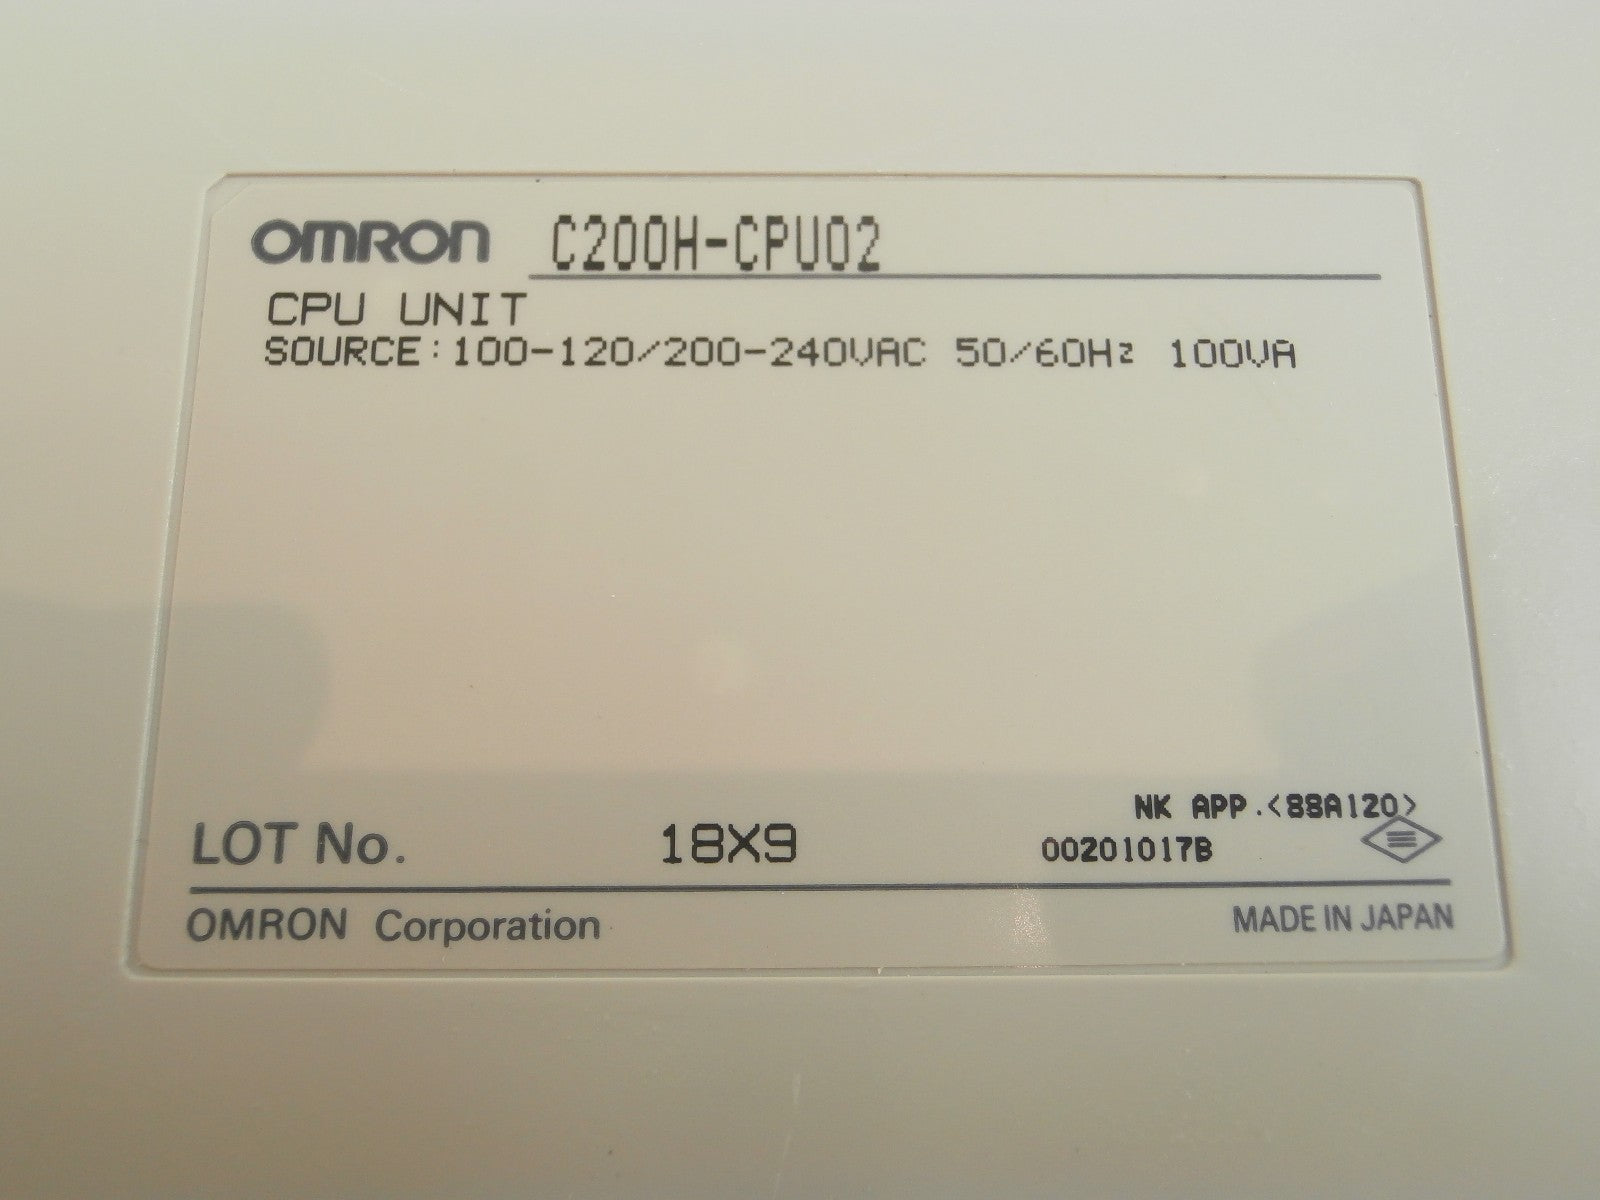 OMRON C200H-CPU02
CPU UNIT
SOURCE:100-120/200-240VAC 50/60Hz 100VA
NK APP.<88A120>
LOT No. 18X9 00201017B
OMRON Corporation MADE IN JAPAN